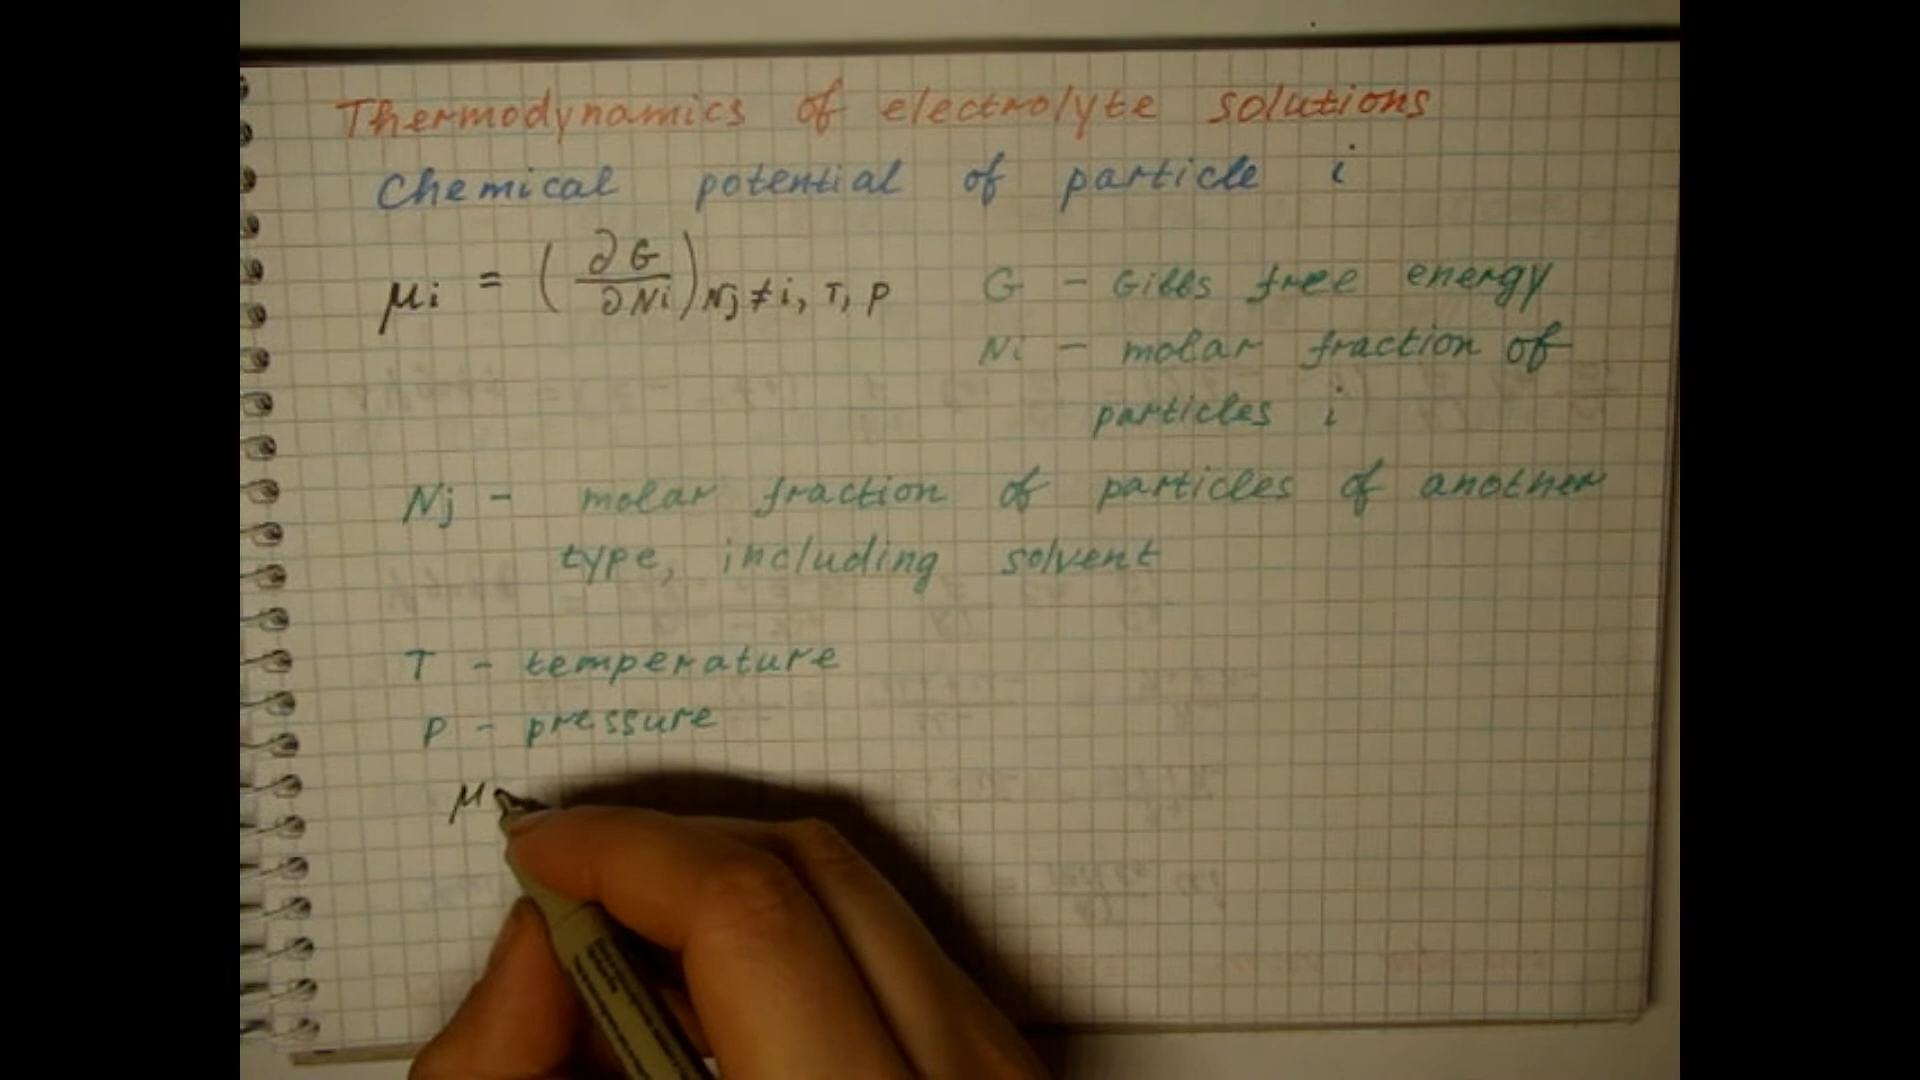 Thermodynamics of electrolyte solutions
Chemical potential of particle i
μi = (∂G/∂Ni)Nj≠i, T, P
G - Gibbs free energy
Ni - molar fraction of
particles i
Nj - molar fraction of particles of another
type, including solvent
T - temperature
P - pressure
μ